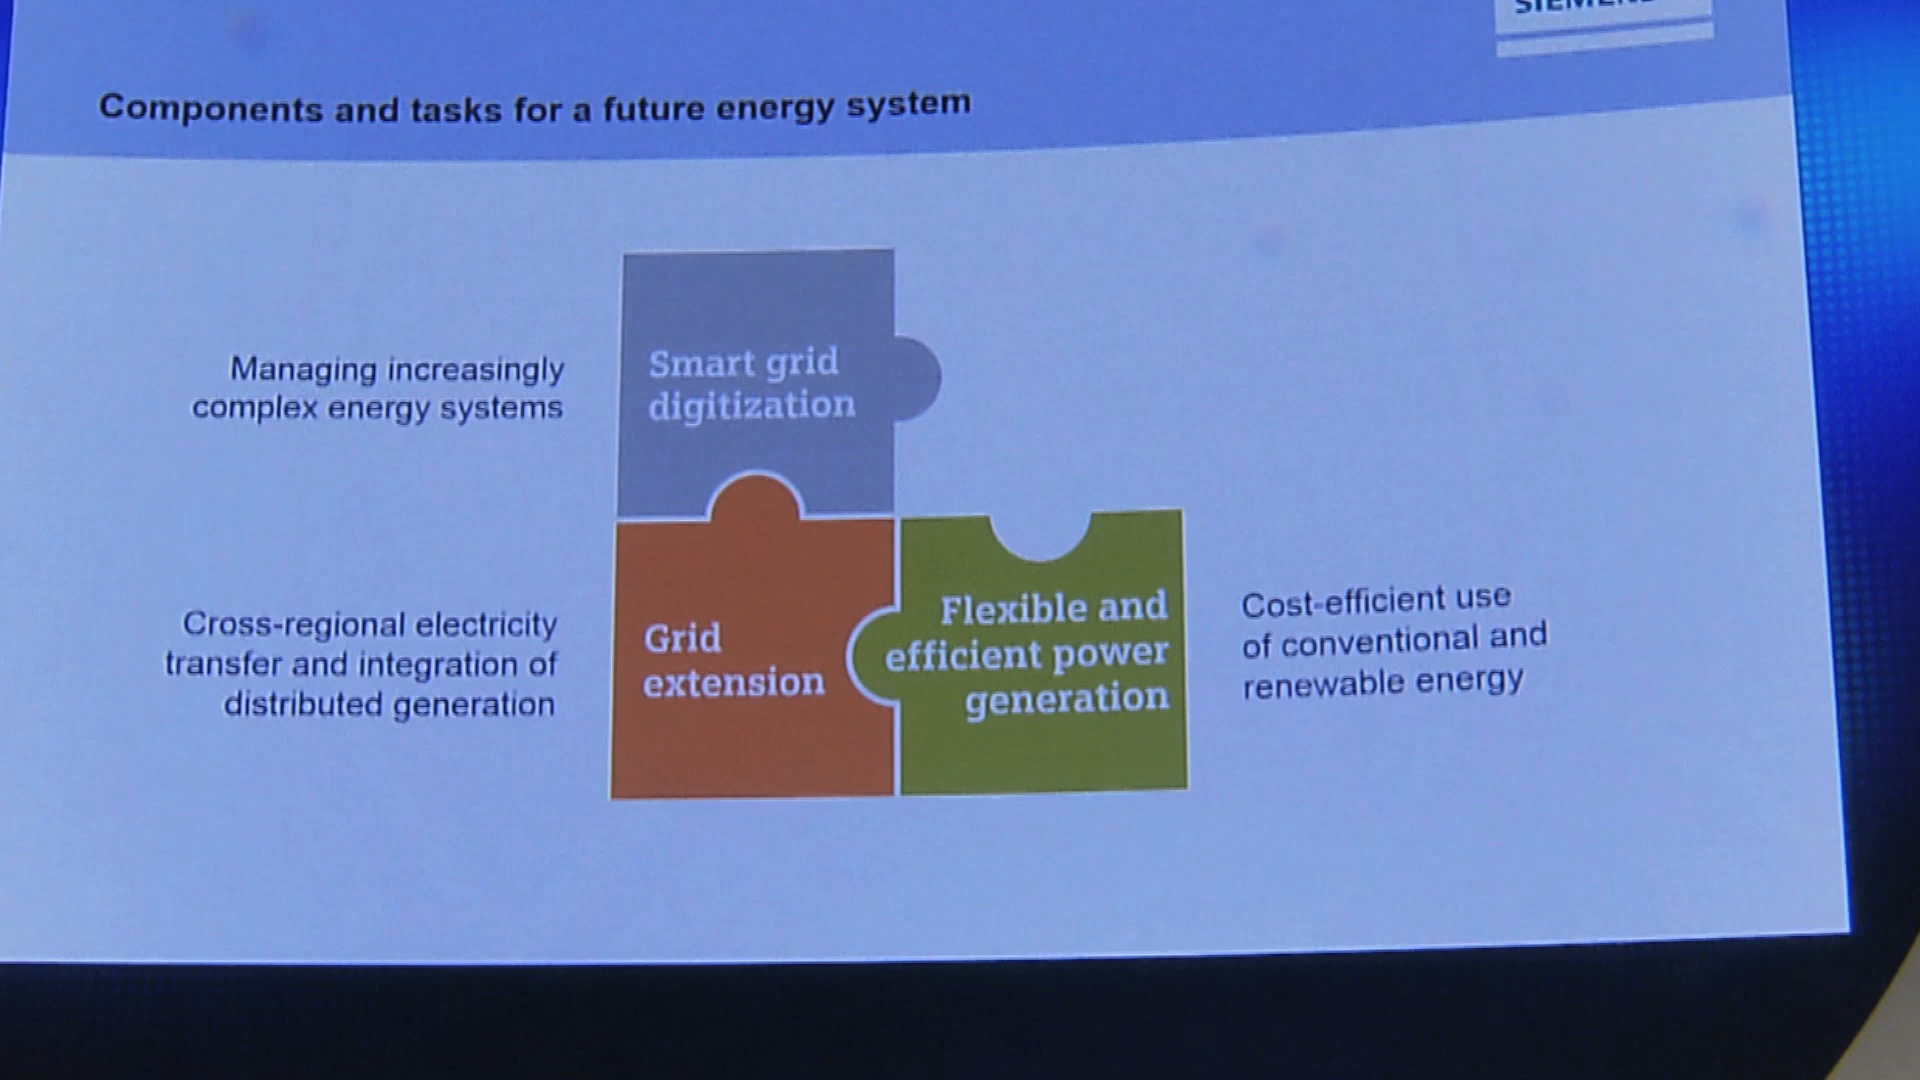 Components and tasks for a future energy system
Managing increasingly
complex energy systems
Smart grid
digitization
Cross-regional electricity
transfer and integration of
distributed generation
Grid
extension
Flexible and
efficient power
generation
Cost-efficient use
of conventional and
renewable energy